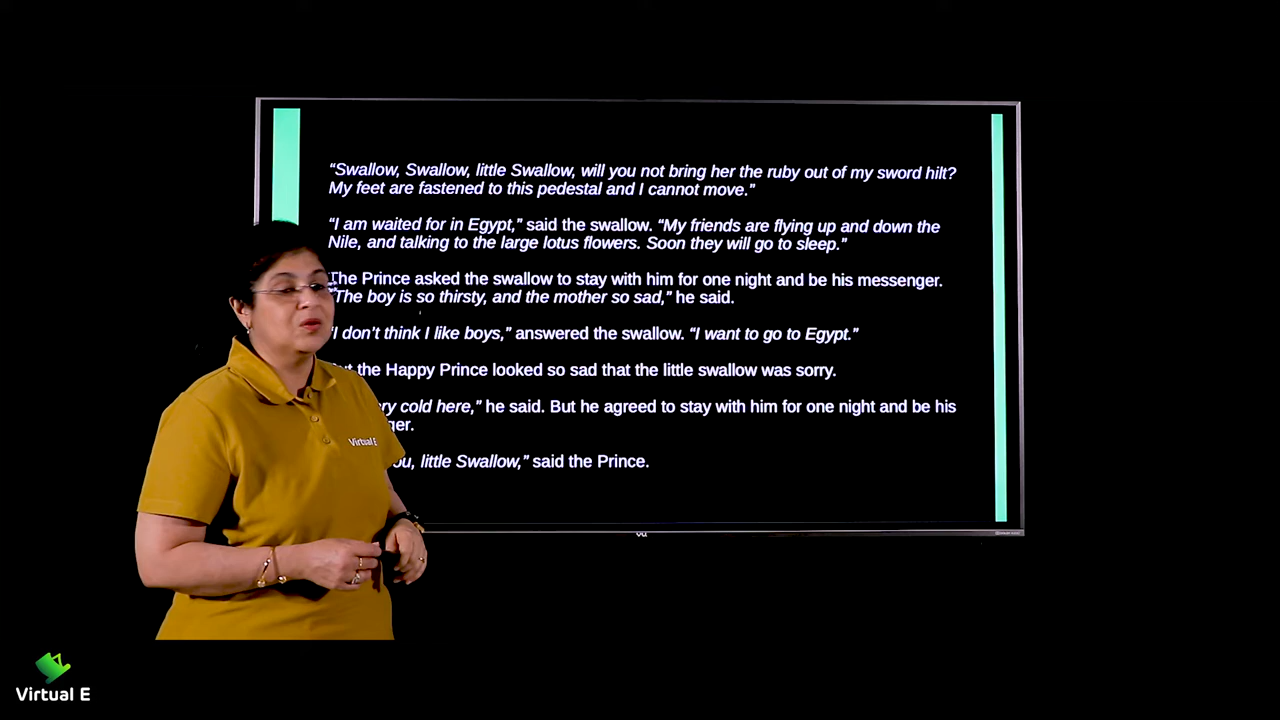 “Swallow, Swallow, little Swallow, will you not bring her the ruby out of my sword hilt?
My feet are fastened to this pedestal and I cannot move.”
“I am waited for in Egypt,” said the swallow. “My friends are flying up and down the
Nile, and talking to the large lotus flowers. Soon they will go to sleep.”
The Prince asked the swallow to stay with him for one night and be his messenger.
“The boy is so thirsty, and the mother so sad,” he said.
“I don’t think I like boys,” answered the swallow. “I want to go to Egypt.”
the Happy Prince looked so sad that the little swallow was sorry.
cold here,” he said. But he agreed to stay with him for one night and be his
little Swallow,” said the Prince.
Virtual E
vu
Virtual E